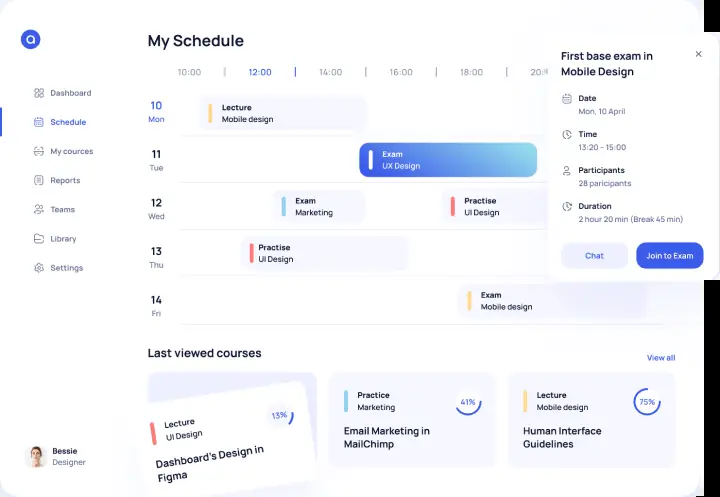 a
My Schedule
10:00
12:00
14:00
16:00
18:00
Dashboard
Schedule
My cources
Reports
Teams
Library
Settings
10
Mon
Lecture
Mobile design
11
Tue
Exam
UX Design
12
Wed
Exam
Marketing
Practise
UI Design
13
Thu
Practise
UI Design
14
Fri
Exam
Mobile design
First base exam in
Mobile Design
Date
Mon, 10 April
Time
13:20 - 15:00
Participants
28 paricipants
Duration
2 hour 20 min (Break 45 min)
Chat
Join to Exam
Last viewed courses
View all
Lecture
UI Design
13%
Dashboard's Design in
Figma
Practice
Marketing
41%
Email Marketing in
MailChimp
Lecture
Mobile design
75%
Human Interface
Guidelines
Bessie
Designer